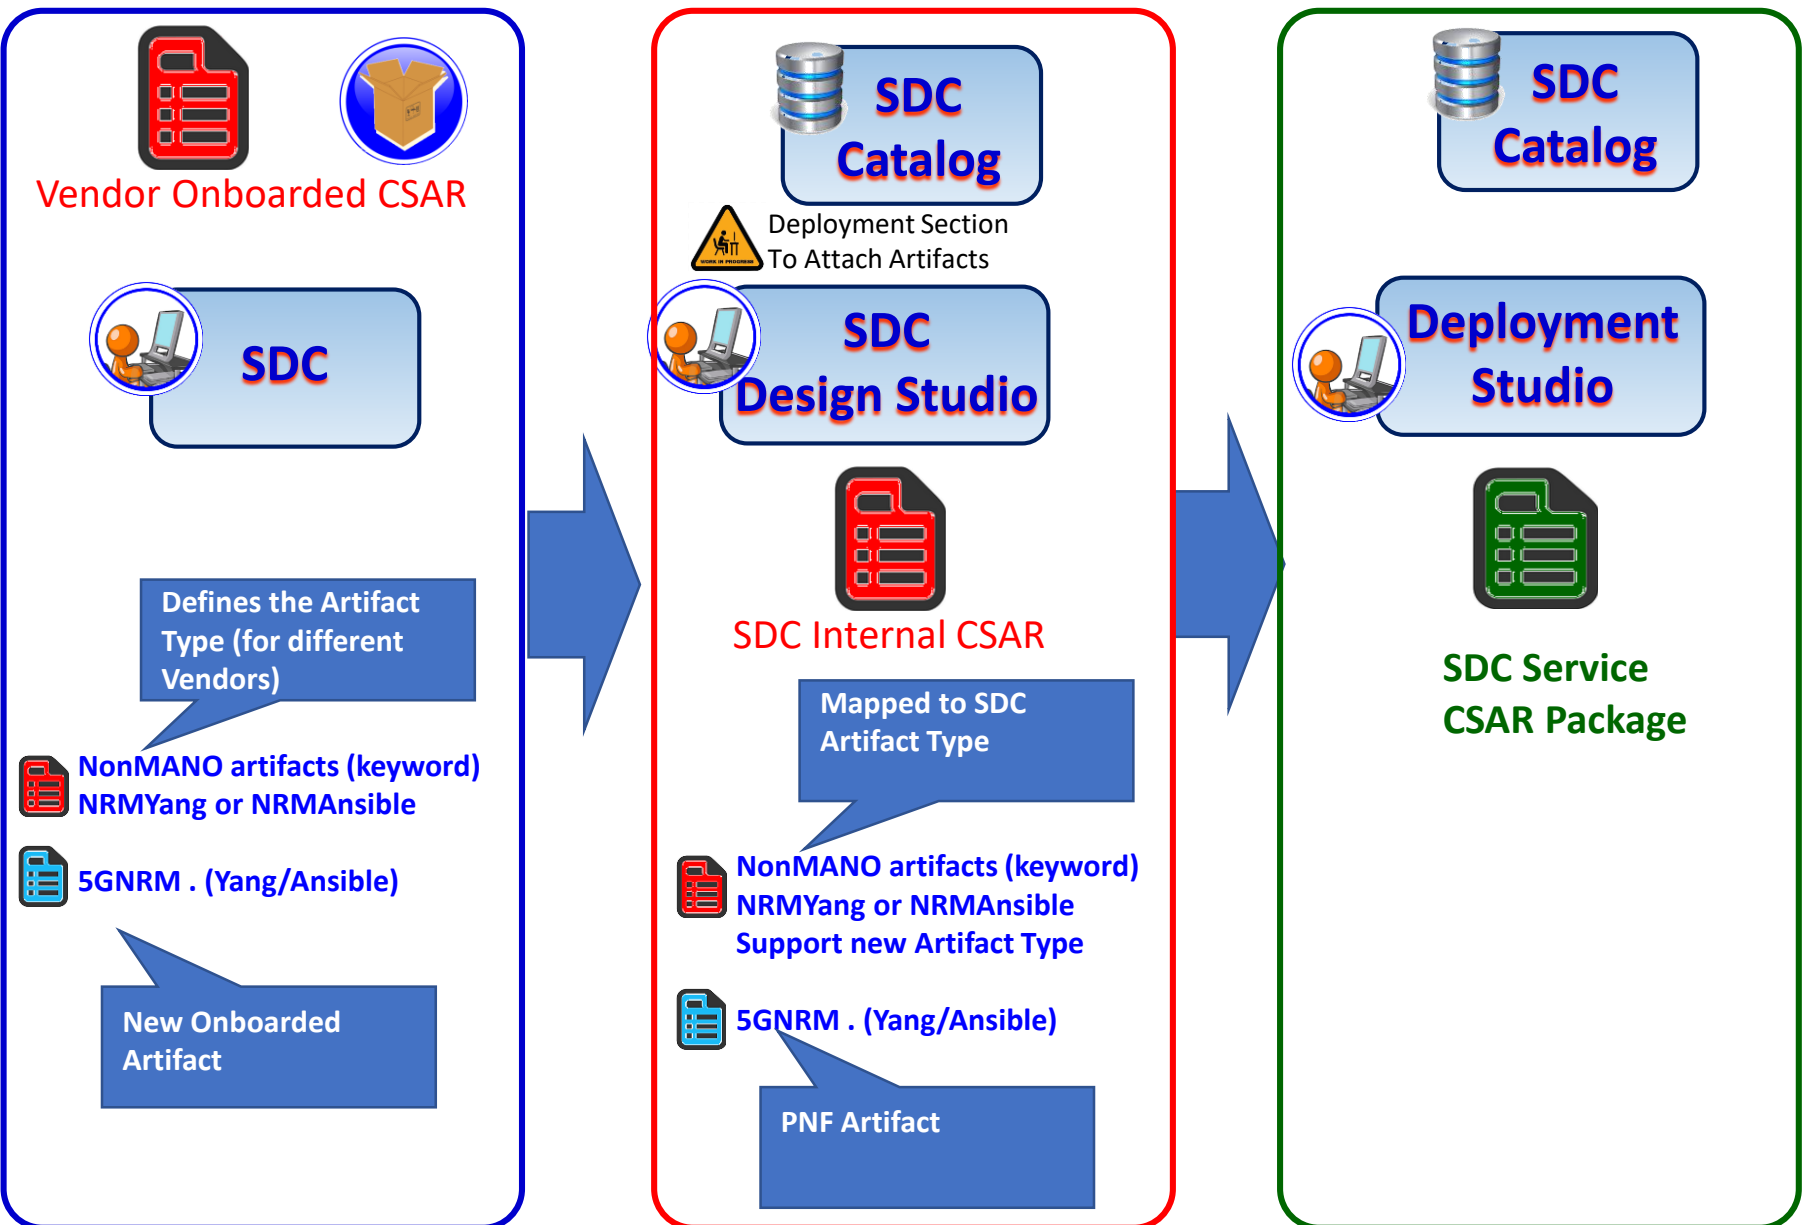 Vendor Onboarded CSAR
SDC
Defines the Artifact
Type (for different
Vendors)
NonMANO artifacts (keyword)
NRMYang or NRMAnsible
5GNRM . (Yang/Ansible)
New Onboarded
Artifact
SDC
Catalog
WORK IN PROGRESS
Deployment Section
To Attach Artifacts
SDC
Design Studio
SDC Internal CSAR
Mapped to SDC
Artifact Type
NonMANO artifacts (keyword)
NRMYang or NRMAnsible
Support new Artifact Type
5GNRM . (Yang/Ansible)
PNF Artifact
SDC
Catalog
Deployment
Studio
SDC Service
CSAR Package